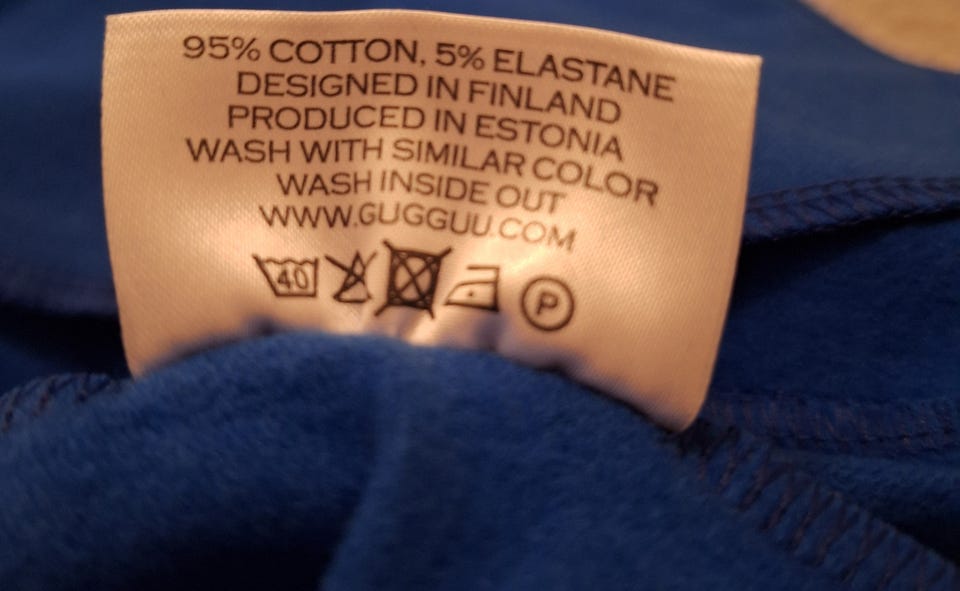 95% COTTON, 5% ELASTANE
DESIGNED IN FINLAND
PRODUCED IN ESTONIA
WASH WITH SIMILAR COLOR
WASH INSIDE OUT
WWW.GUGGUU.COM
40 P